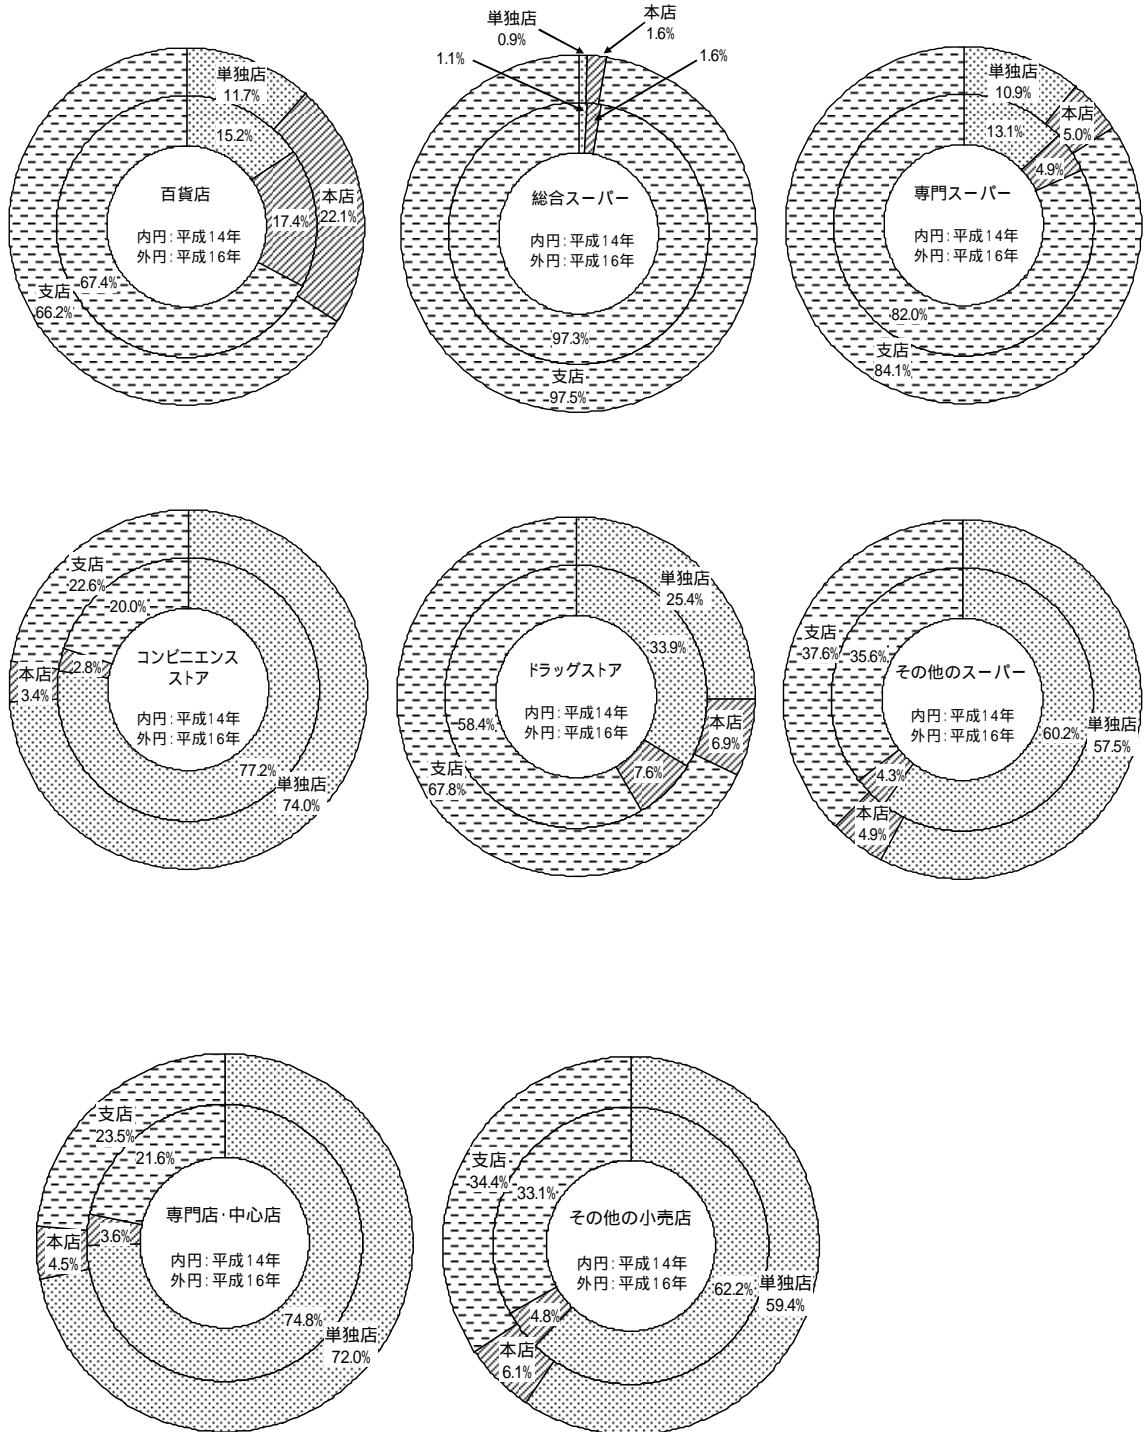 単独店
11.7%
15.2%
本店
22.1%
17.4%
百貨店
内円：平成14年
外円：平成16年
67.4%
支店
66.2%
単独店
0.9%
本店
1.6%
1.1%
1.6%
総合スーパー
内円：平成14年
外円：平成16年
97.3%
支店
97.5%
単独店
10.9%
13.1%
本店
5.0%
4.9%
専門スーパー
内円：平成14年
外円：平成16年
82.0%
支店
84.1%
支店
22.6%
20.0%
本店
3.4%
2.8%
コンビニエンス
ストア
内円：平成14年
外円：平成16年
77.2%
単独店
74.0%
単独店
25.4%
33.9%
ドラッグストア
内円：平成14年
外円：平成16年
本店
6.9%
7.6%
58.4%
支店
67.8%
支店
37.6%
35.6%
その他のスーパー
内円：平成14年
外円：平成16年
60.2%
単独店
57.5%
4.3%
本店
4.9%
支店
23.5%
21.6%
専門店・中心店
内円：平成14年
外円：平成16年
本店
4.5%
3.6%
74.8%
単独店
72.0%
支店
34.4%
33.1%
その他の小売店
内円：平成14年
外円：平成16年
62.2%
単独店
59.4%
4.8%
本店
6.1%